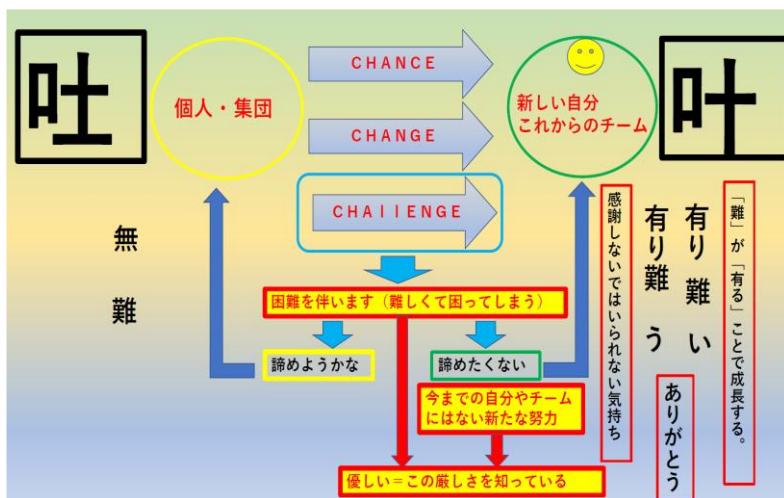 吐
個人・集団
CHANCE
CHANGE
CHAllENGE
新しい自分
これからのチーム
叶
無難
困難を伴います（難しくて困ってしまう）
諦めようかな
諦めたくない
今までの自分やチーム
にはない新たな努力
優しい＝この厳しさを知っている
「難」が「有る」ことで成長する。
有り難い
有り難う
ありがとう
感謝しないではいられない気持ち